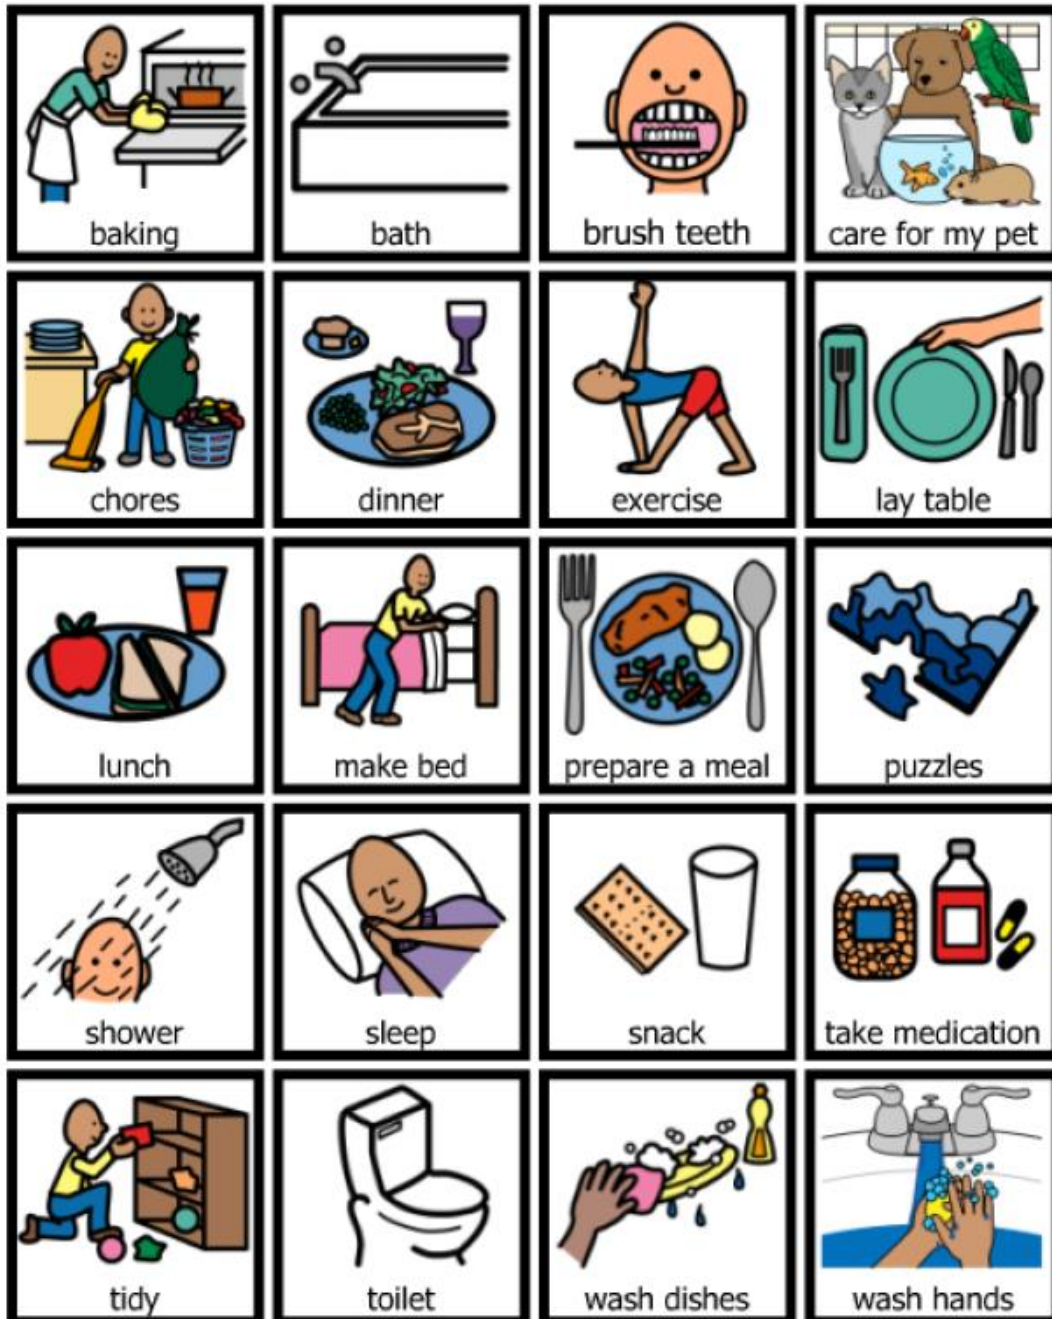 baking
bath
brush teeth
care for my pet
chores
dinner
exercise
lay table
lunch
make bed
prepare a meal
puzzles
shower
sleep
snack
take medication
tidy
toilet
wash dishes
wash hands